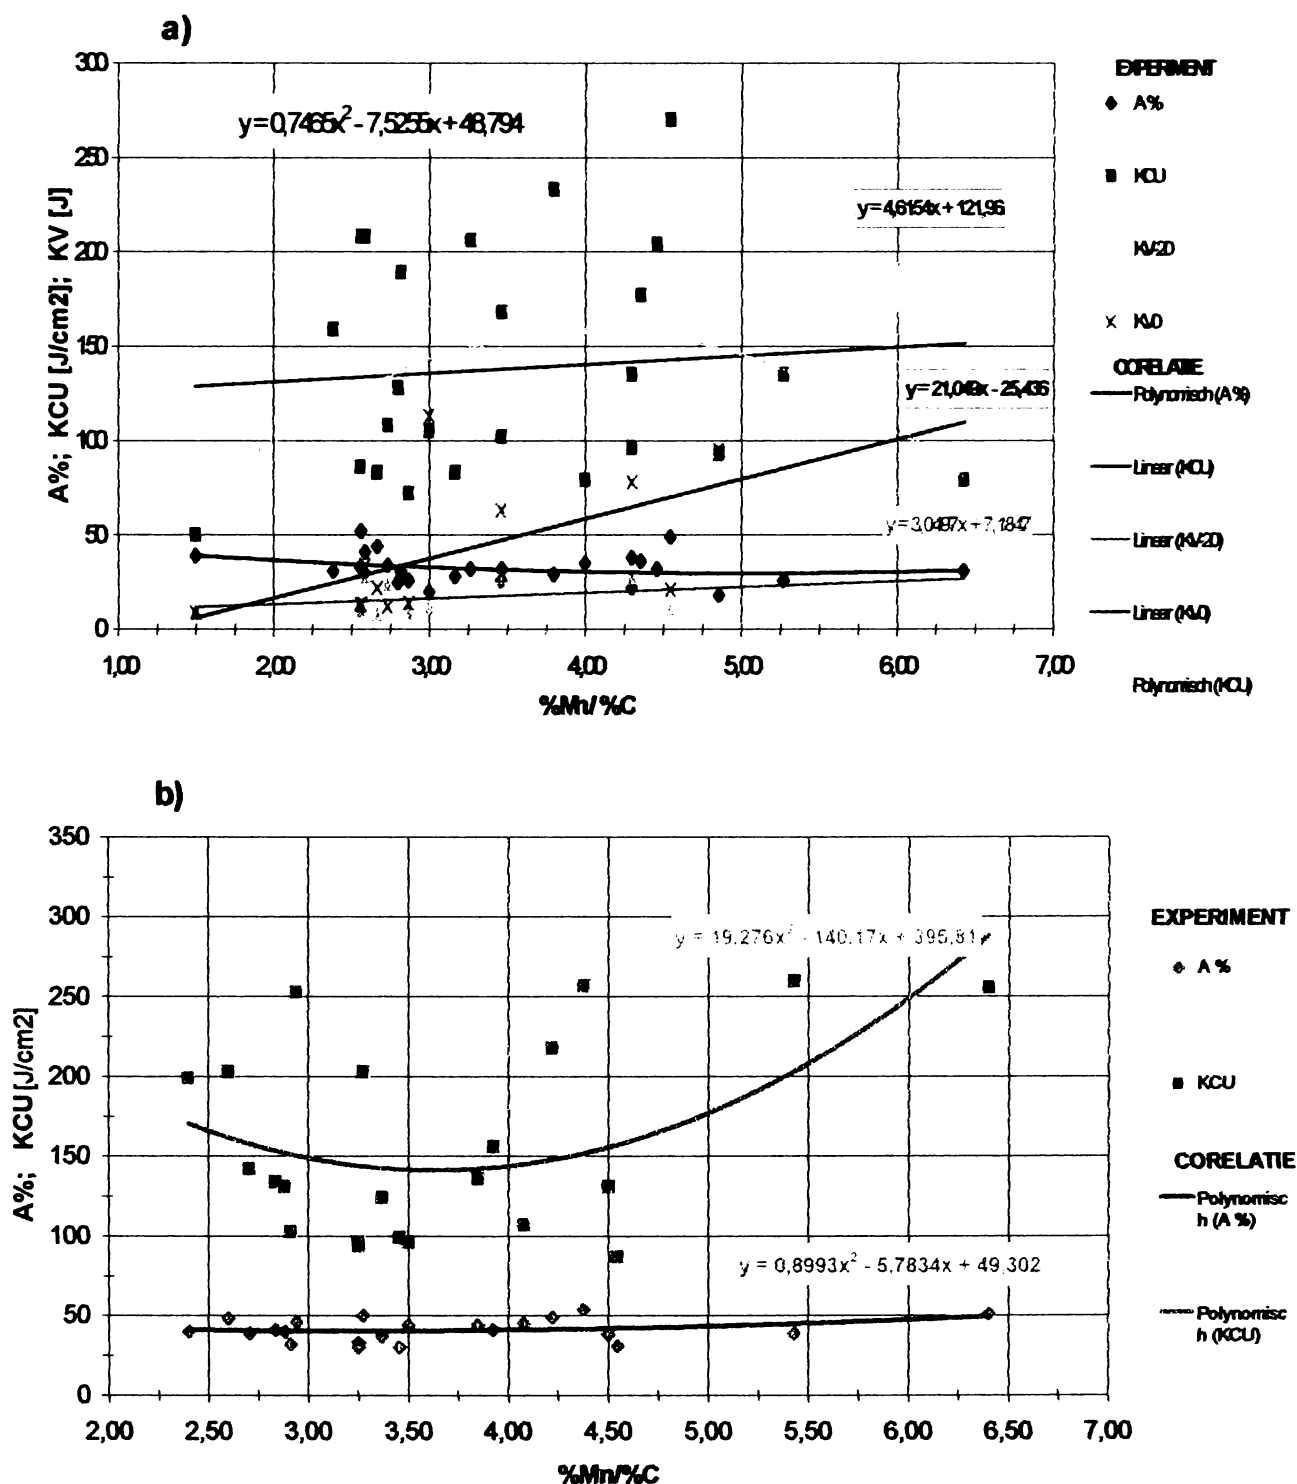 a)
300
250
200
150
100
50
0
y=0,7465x²-7,5255x+48,794
y=4,6154x+121,96
y=21,049x-25,436
y=3,0497x+7,1847
A%; KCU [J/cm2]; KV [J]
1,00 2,00 3,00 4,00 5,00 6,00 7,00
%Mn/%C
EXPERIMENT
A%
KCU
KV-20
KV0
CORELATIE
Polynomisch (A%)
Linear (KCU)
Linear (KV-20)
Linear (KV0)
Polynomisch (KCU)
b)
350
300
250
200
150
100
50
0
y = 19,276x² - 140,17x + 395,81
y = 0,8993x² - 5,7834x + 49,302
A%; KCU [J/cm2]
2,00 2,50 3,00 3,50 4,00 4,50 5,00 5,50 6,00 6,50 7,00
%Mn/%C
EXPERIMENT
A %
KCU
CORELATIE
Polynomisc
h (A %)
Polynomisc
h (KCU)